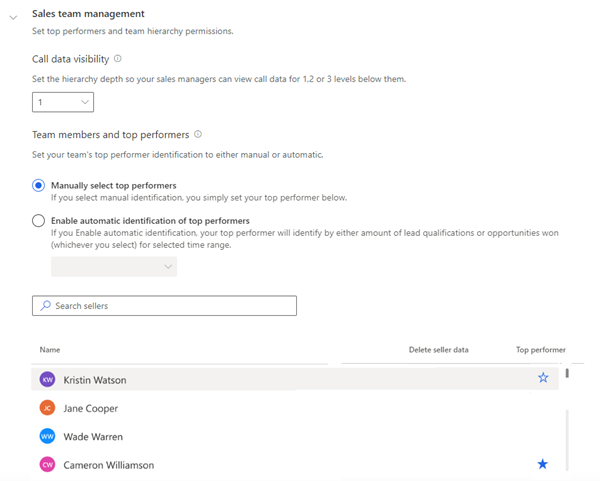 Sales team management
Set top performers and team hierarchy permissions.
Call data visibility
Set the hierarchy depth so your sales managers can view call data for 1,2 or 3 levels below them.
1
Team members and top performers
Set your team's top performer identification to either manual or automatic.
Manually select top performers
If you select manual identification, you simply set your top performer below.
Enable automatic identification of top performers
If you Enable automatic identification, your top performer will identify by either amount of lead qualifications or opportunities won
(whichever you select) for selected time range.
Search sellers
Name Delete seller data Top performer
KW Kristin Watson
JC Jane Cooper
WW Wade Warren
CW Cameron Williamson